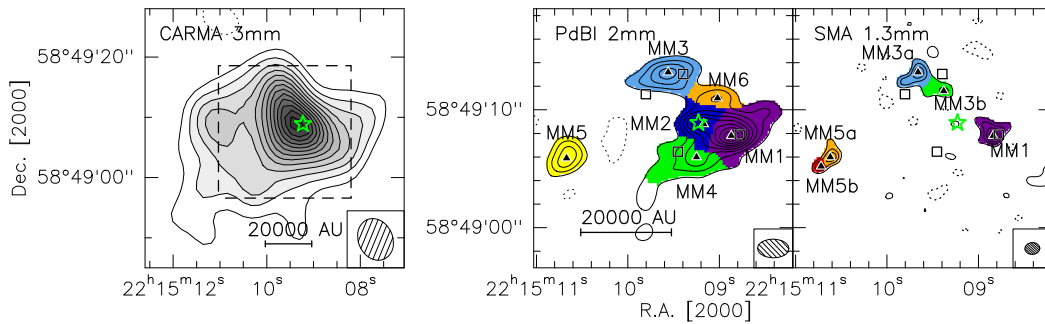 CARMA 3mm
58°49'20''
58°49'00''
Dec. [2000]
20000 AU
22ʰ15ᵐ12ˢ 10ˢ 08ˢ
PdBI 2mm
MM3
MM6
MM2
MM5
MM1
MM4
58°49'10''
58°49'00''
20000 AU
22ʰ15ᵐ11ˢ 10ˢ 09ˢ
SMA 1.3mm
MM3a
MM3b
MM5a
MM1
MM5b
22ʰ15ᵐ11ˢ 10ˢ 09ˢ
R.A. [2000]